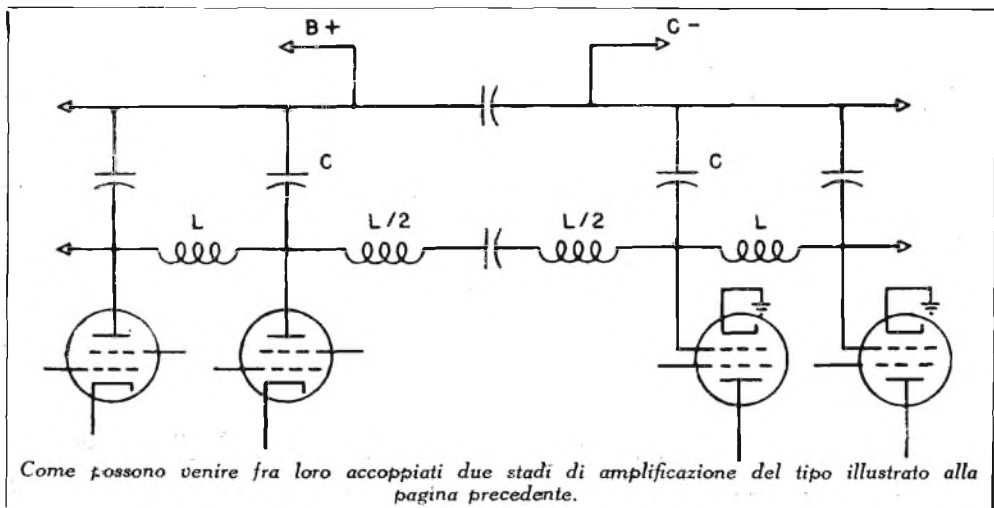 B+ C-
C C
L L/2 L/2 L
Come possono venire fra loro accoppiati due stadi di amplificazione del tipo illustrato alla
pagina precedente.